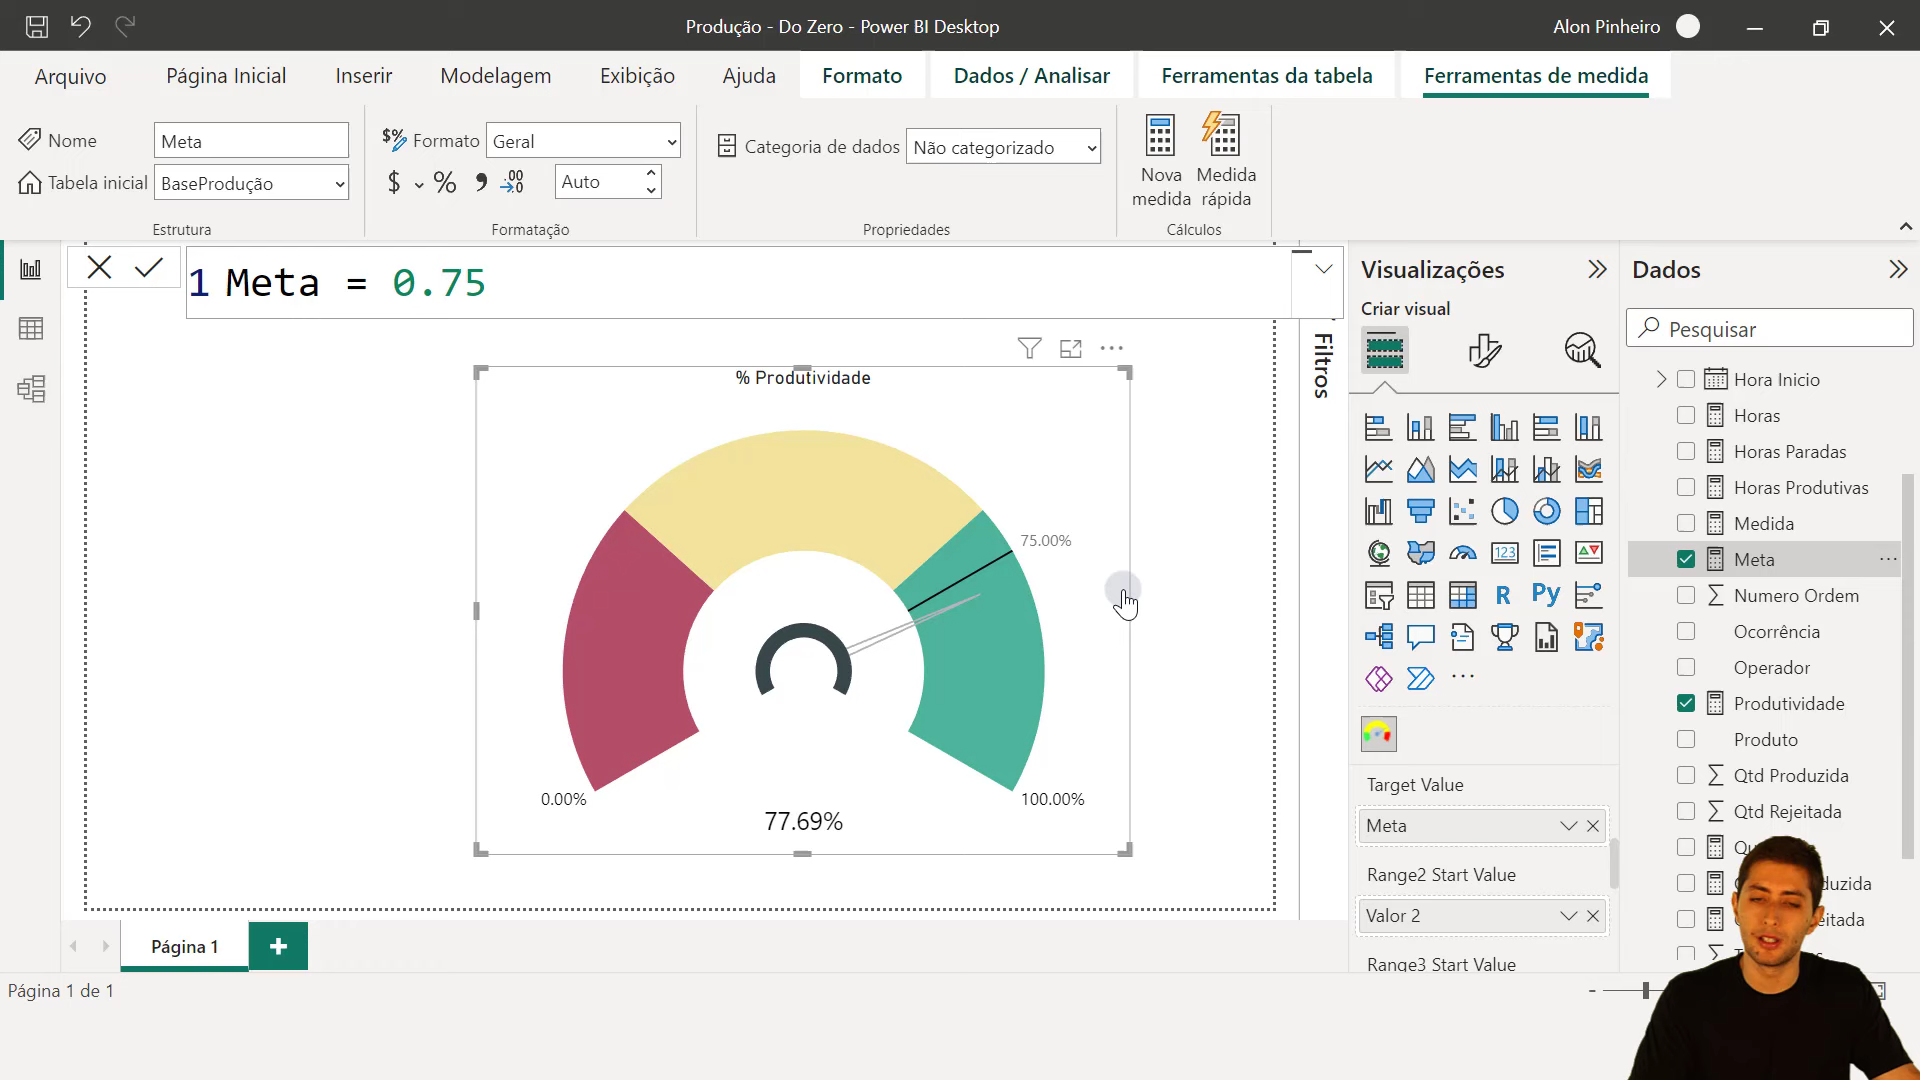 Produção - Do Zero - Power BI Desktop
Alon Pinheiro
Arquivo
Página Inicial
Inserir
Modelagem
Exibição
Ajuda
Formato
Dados / Analisar
Ferramentas da tabela
Ferramentas de medida
Nome
Meta
Tabela inicial
BaseProdução
Estrutura
$%
Formato
Geral
$
%
,00
Auto
Formatação
Categoria de dados
Não categorizado
Propriedades
Nova
medida
Medida
rápida
Cálculos
1 Meta = 0.75
% Produtividade
75.00%
0.00%
100.00%
77.69%
Filtros
Visualizações
Criar visual
123
R
Py
Target Value
Meta
Range2 Start Value
Valor 2
Range3 Start Value
Dados
Pesquisar
Hora Inicio
Horas
Horas Paradas
Horas Produtivas
Medida
Meta
Numero Ordem
Ocorrência
Operador
Produtividade
Produto
Qtd Produzida
Qtd Rejeitada
Página 1
Página 1 de 1